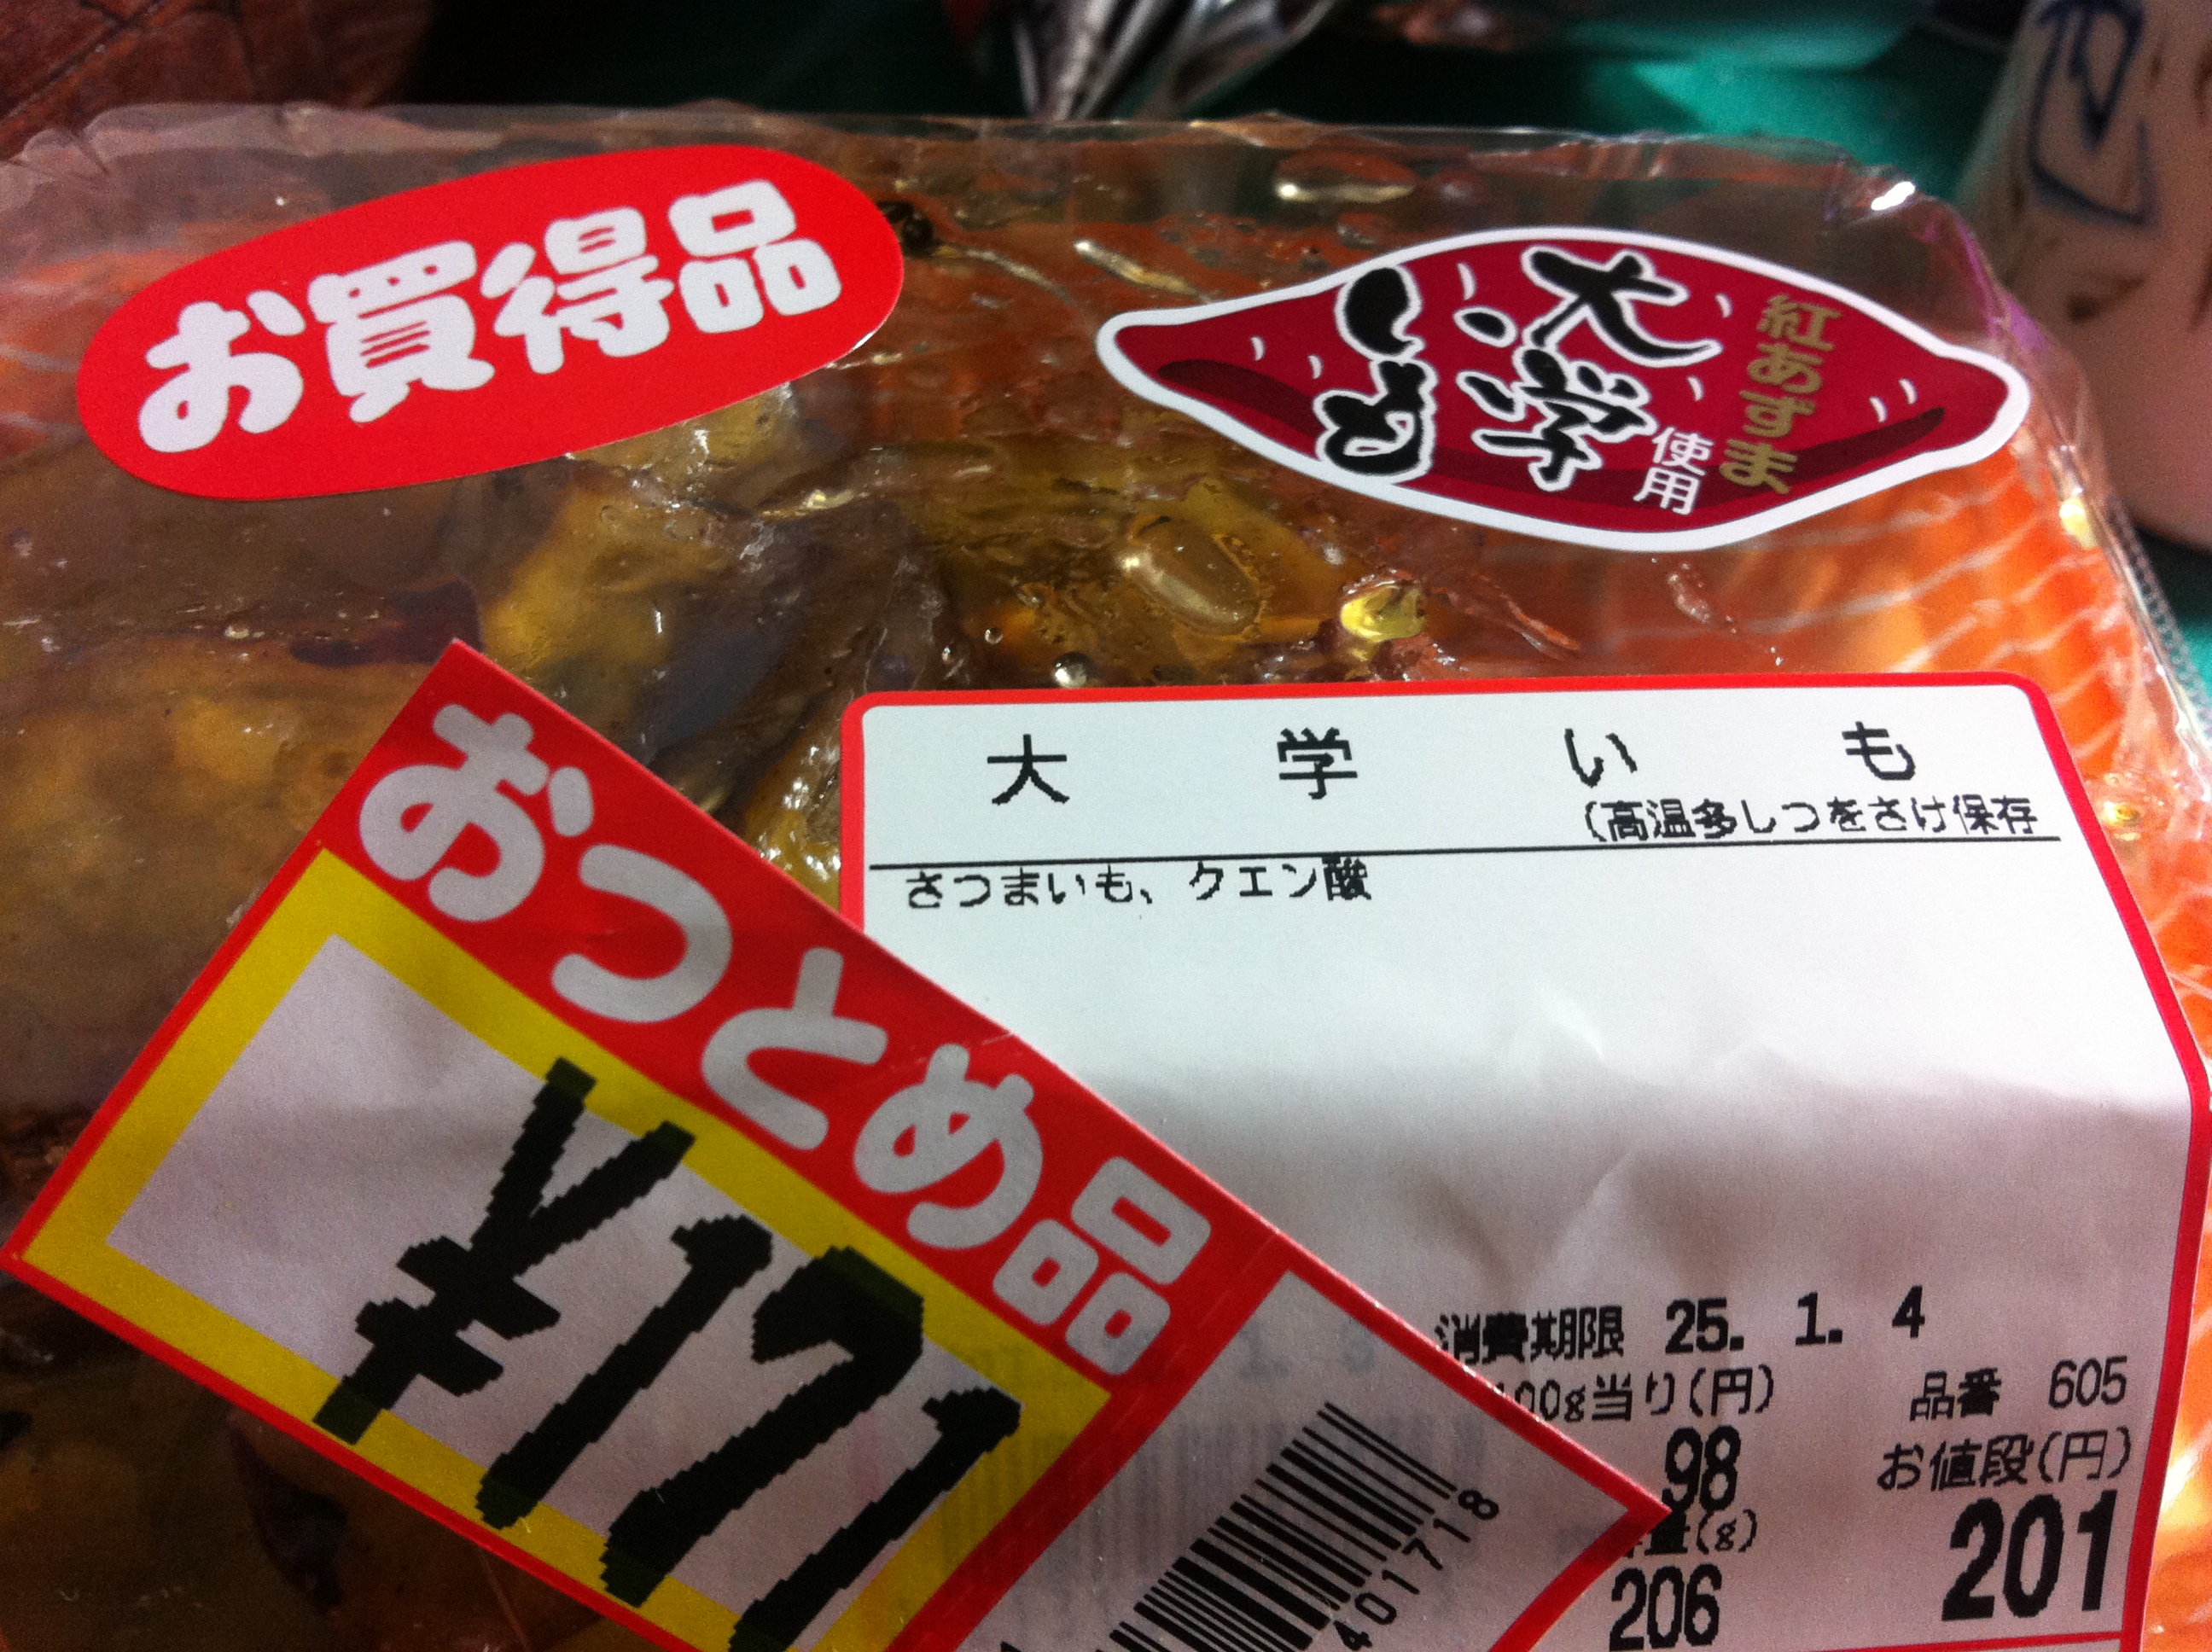 お買得品
紅あずま
使用
大学
いも
大学いも
(高温多しつをさけ保存
さつまいも、クエン酸
おつとめ品
¥171
401718
消費期限 25. 1. 4
100g当り(円)
98
品番 605
お値段(円)
201
量(g)
206